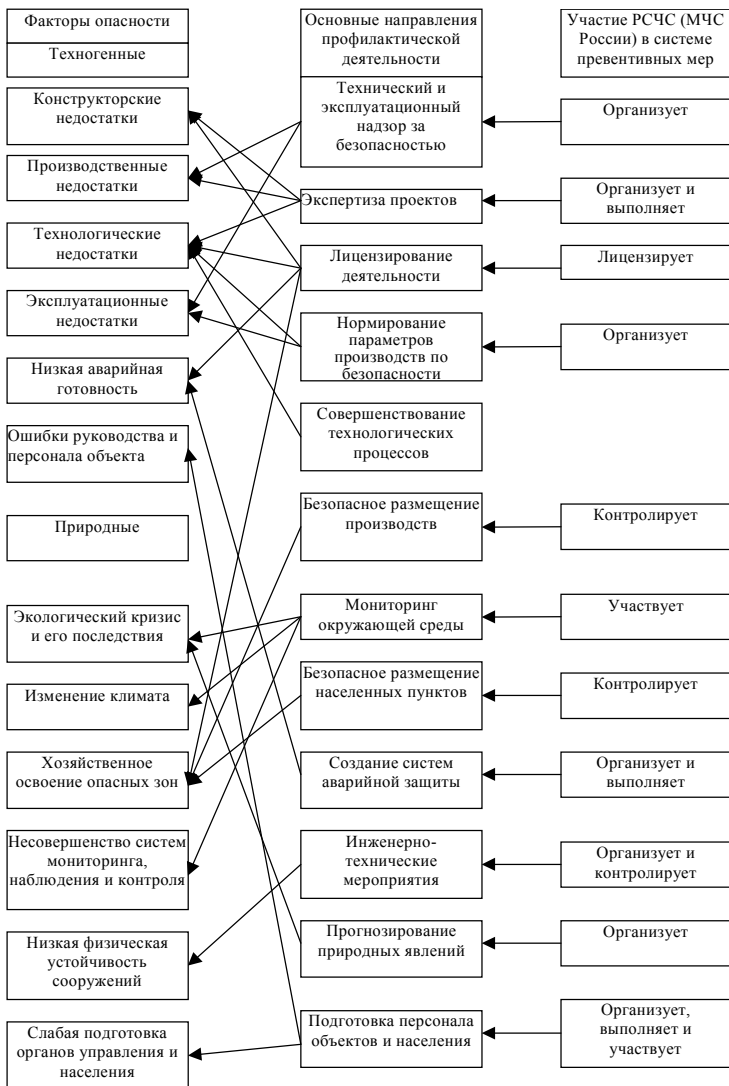 Факторы опасности
Техногенные
Конструкторские
недостатки
Производственные
недостатки
Технологические
недостатки
Эксплуатационные
недостатки
Низкая аварийная
готовность
Ошибки руководства и
персонала объекта
Природные
Экологический кризис
и его последствия
Изменение климата
Хозяйственное
освоение опасных зон
Несовершенство систем
мониторинга,
наблюдения и контроля
Низкая физическая
устойчивость
сооружений
Слабая подготовка
органов управления и
населения
Основные направления
профилактической
деятельности
Технический и
эксплуатационный
надзор за
безопасностью
Экспертиза проектов
Лицензирование
деятельности
Нормирование
параметров
производств по
безопасности
Совершенствование
технологических
процессов
Безопасное размещение
производств
Мониторинг
окружающей среды
Безопасное размещение
населенных пунктов
Создание систем
аварийной защиты
Инженерно-
технические
мероприятия
Прогнозирование
природных явлений
Подготовка персонала
объектов и населения
Участие РСЧС (МЧС
России) в системе
превентивных мер
Организует
Организует и
выполняет
Лицензирует
Организует
Контролирует
Участвует
Контролирует
Организует и
выполняет
Организует и
контролирует
Организует
Организует,
выполняет и
участвует